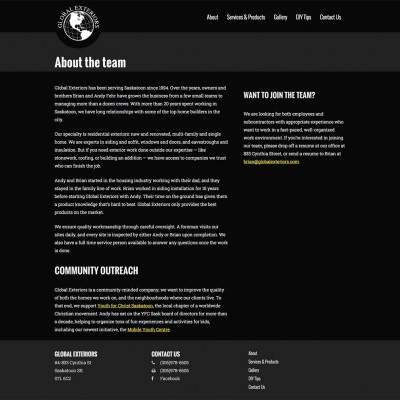 GLOBAL EXTERIORS
About
Services & Products
Gallery
DIY Tips
Contact Us
About the team
Global Exteriors has been serving Saskatoon since 1994. Over the years, owners and
brothers Brian and Andy Fehr have grown the business from a few small teams to
managing more than a dozen crews. With more than 20 years spent working in
Saskatoon, we have long relationships with some of the top home builders in the
city.
Our specialty is residential exterior: new and renovated, multi-family and single
home. We are experts in siding and soffit, windows and doors, and eavestroughs and
insulation. But if you need exterior work done outside our expertise – like
stonework, roofing, or building an addition – we have access to companies we trust
who can finish the job.
Andy and Brian started in the housing industry working with their dad, and they
stayed in the family line of work. Brian worked in siding installation for 18 years
before starting Global Exteriors with Andy. Their time on the ground has given them
a product knowledge that's hard to beat. Global Exteriors only provides the best
products on the market.
We ensure quality workmanship through careful oversight. A foreman visits our
sites daily, and every site is inspected by either Andy or Brian upon completion. We
also have a full time service person available to answer any questions once the work
is done.
COMMUNITY OUTREACH
Global Exteriors is a community-minded company; we want to improve the quality
of both the homes we work on, and the neighbourhoods where our clients live. To
that end, we support Youth for Christ Saskatoon, the local chapter of a worldwide
Christian movement. Andy has sat on the YFC Sask board of directors for more than
a decade, helping to organize tons of fun experiences and activities for kids,
including our newest initiative, the Mobile Youth Centre.
WANT TO JOIN THE TEAM?
We are looking for both employees and
subcontractors with appropriate experience who
want to work in a fast-paced, well-organized
work environment. If you're interested in joining
our team, please drop off a resume at our office at
813 Cynthia Street, or send a resume to Brian at
brian@globalexteriors.com.
GLOBAL EXTERIORS
#4-813 Cynthia St
Saskatoon SK
S7L 6C2
CONTACT US
Facebook
About
Services & Products
Gallery
DIY Tips
Contact Us